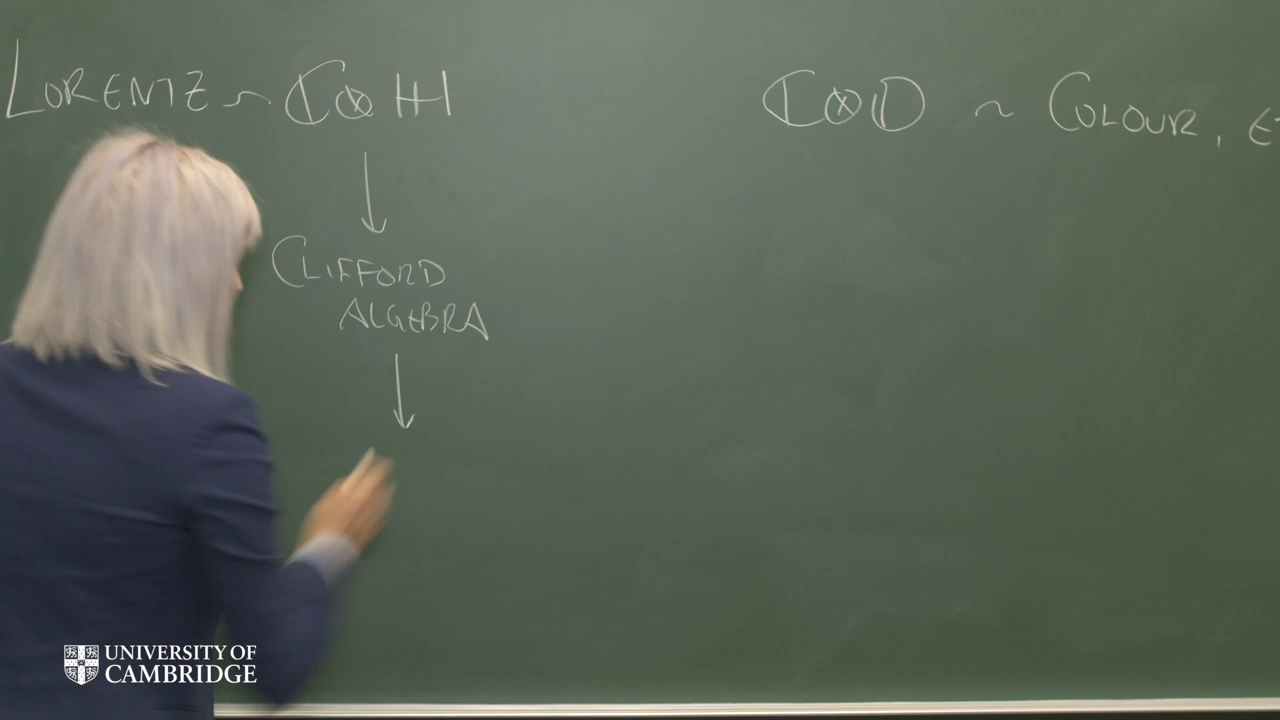 LORENTZ ~ ℂ⊗ℍ
ℂ⊗𝕆 ~ COLOUR, E
CLIFFORD
ALGEBRA
UNIVERSITY OF
CAMBRIDGE